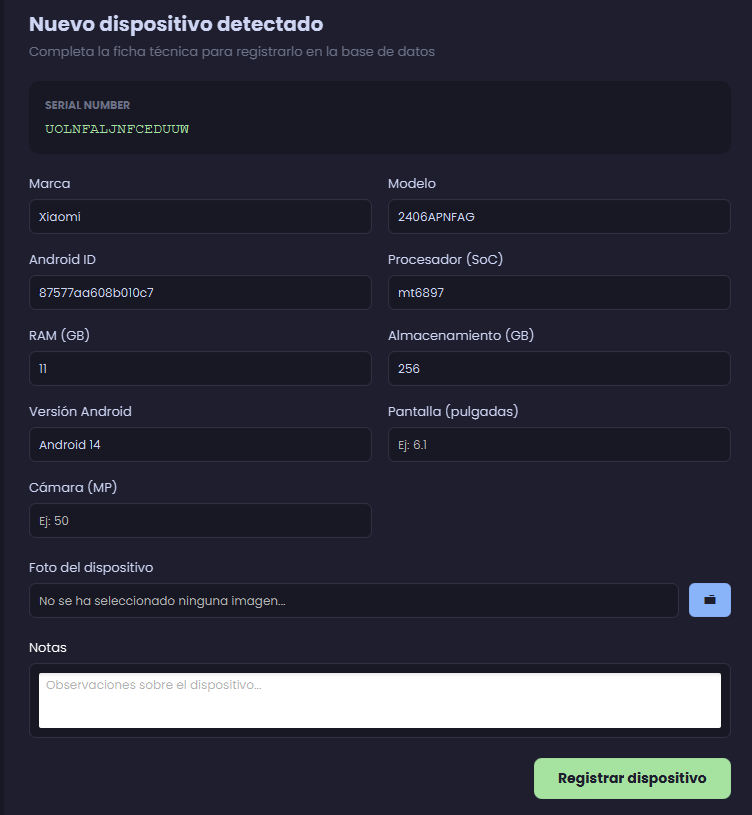 Nuevo dispositivo detectado
Completa la ficha técnica para registrarlo en la base de datos
SERIAL NUMBER
UOLNFALJNFCEDUUW
Marca
Modelo
Xiaomi
2406APNFAG
Android ID
Procesador (SoC)
87577aa608b010c7
mt6897
RAM (GB)
Almacenamiento (GB)
11
256
Versión Android
Pantalla (pulgadas)
Android 14
Ej: 6.1
Cámara (MP)
Ej: 50
Foto del dispositivo
No se ha seleccionado ninguna imagen...
Notas
Observaciones sobre el dispositivo...
Registrar dispositivo